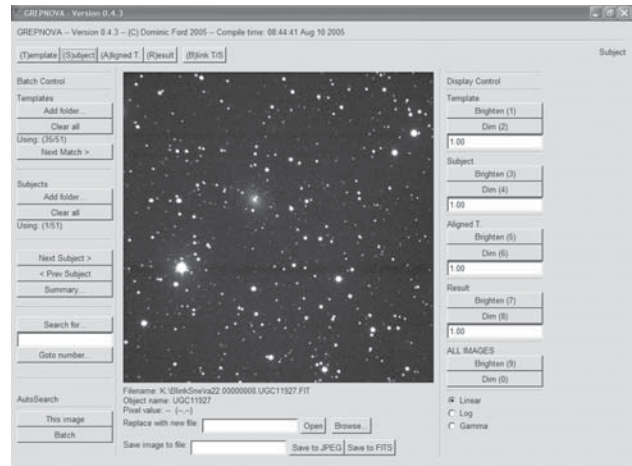 GREPNOVA - Version 0.4.3
GREPNOVA -- Version 0.4.3 -- (C) Dominic Ford 2005 -- Compile time: 08:44:41 Aug 10 2005
(T)emplate (S)ubject (A)ligned T. (R)esult (B)link T/S
Subject
Batch Control
Templates
Add folder...
Clear all
Using: (35/51)
Next Match >
Subjects
Add folder...
Clear all
Using: (1/51)
Next Subject >
< Prev Subject
Summary...
Search for...
Goto number...
AutoSearch
This image
Batch
Filename: K:\BlinkSne\ra22.00000008.UGC11927.FIT
Object name: UGC11927
Pixel value: -- (--,--)
Replace with new file:
Open
Browse...
Save image to file:
Save to JPEG
Save to FITS
Display Control
Template
Brighten (1)
Dim (2)
1.00
Subject
Brighten (3)
Dim (4)
1.00
Aligned T.
Brighten (5)
Dim (6)
1.00
Result
Brighten (7)
Dim (8)
1.00
ALL IMAGES
Brighten (9)
Dim (0)
Linear
Log
Gamma